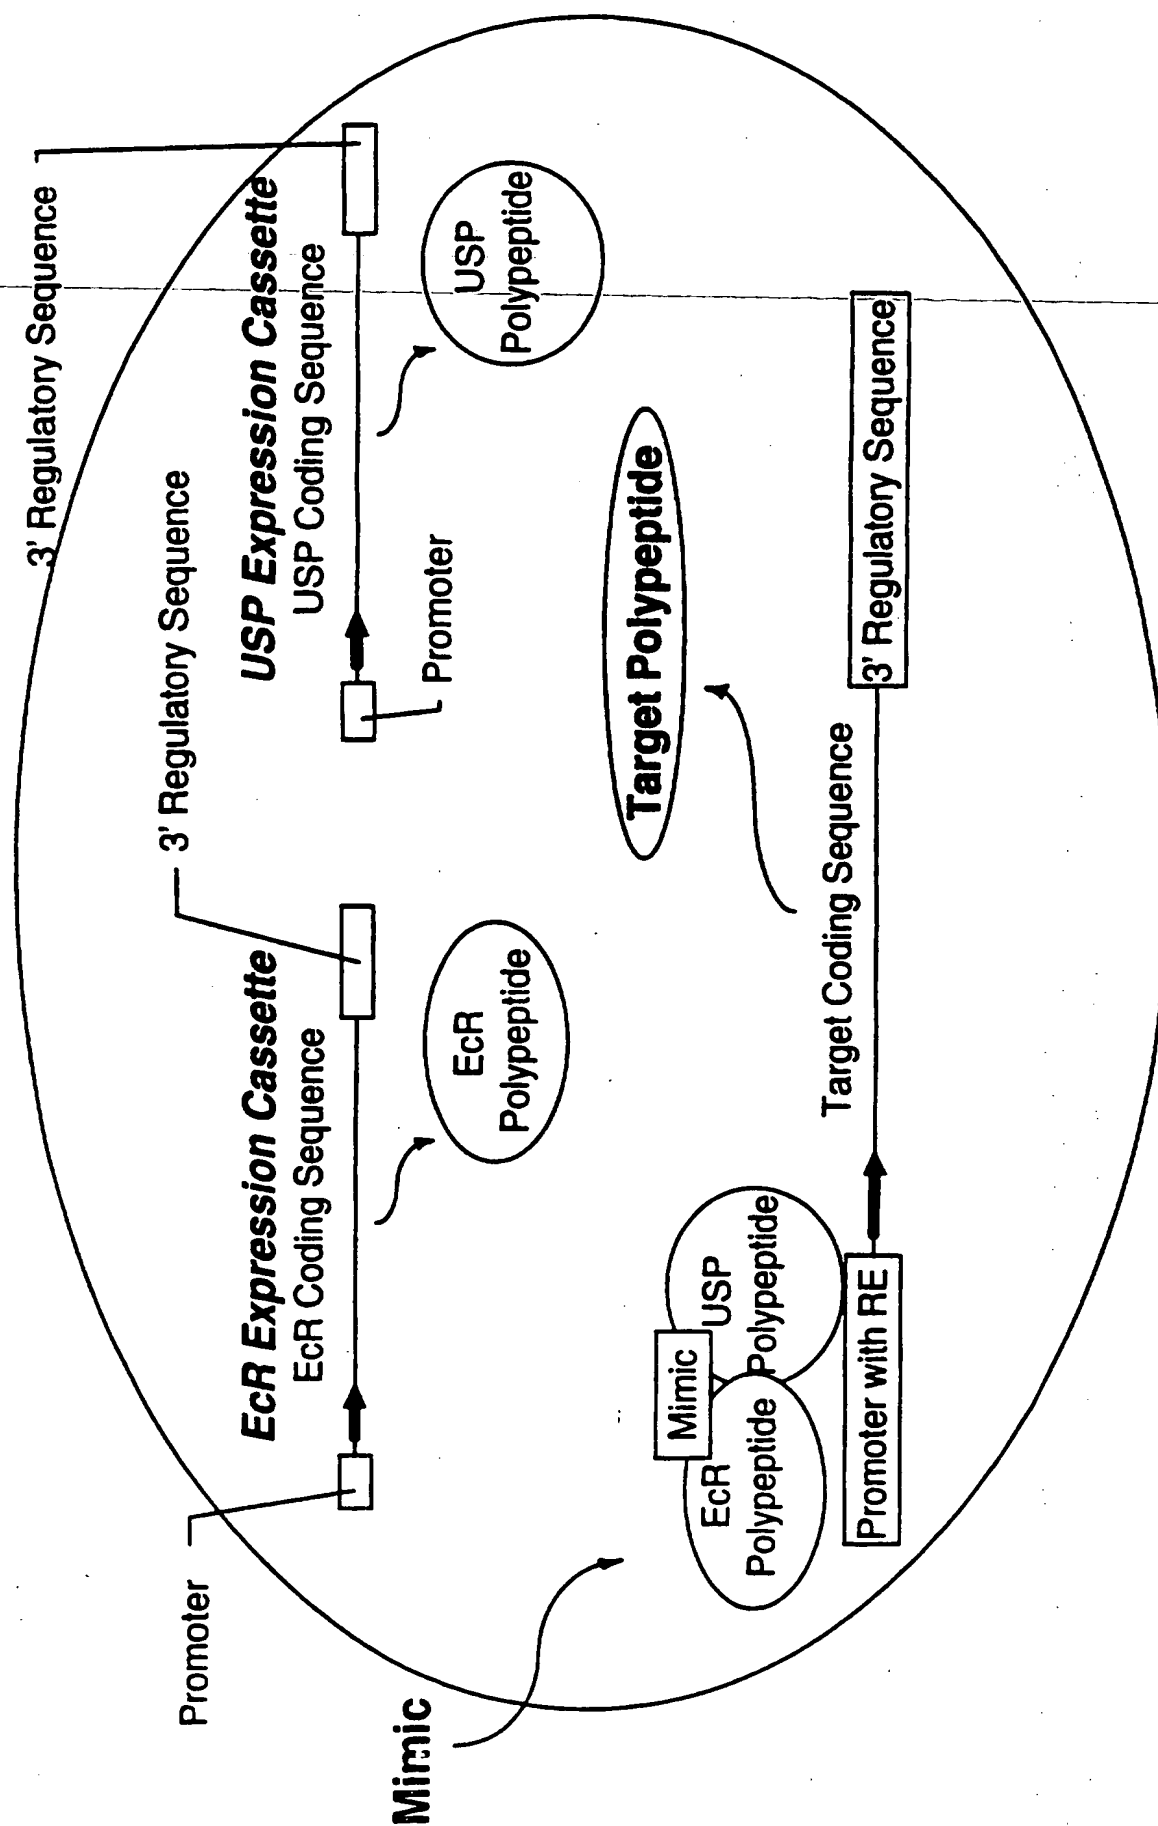 3' Regulatory Sequence
3' Regulatory Sequence
Promoter
EcR Expression Cassette
EcR Coding Sequence
USP Expression Cassette
USP Coding Sequence
Promoter
EcR
Polypeptide
USP
Polypeptide
Mimic
Target Polypeptide
Mimic
EcR
Polypeptide
USP
Polypeptide
Target Coding Sequence
Promoter with RE
3' Regulatory Sequence